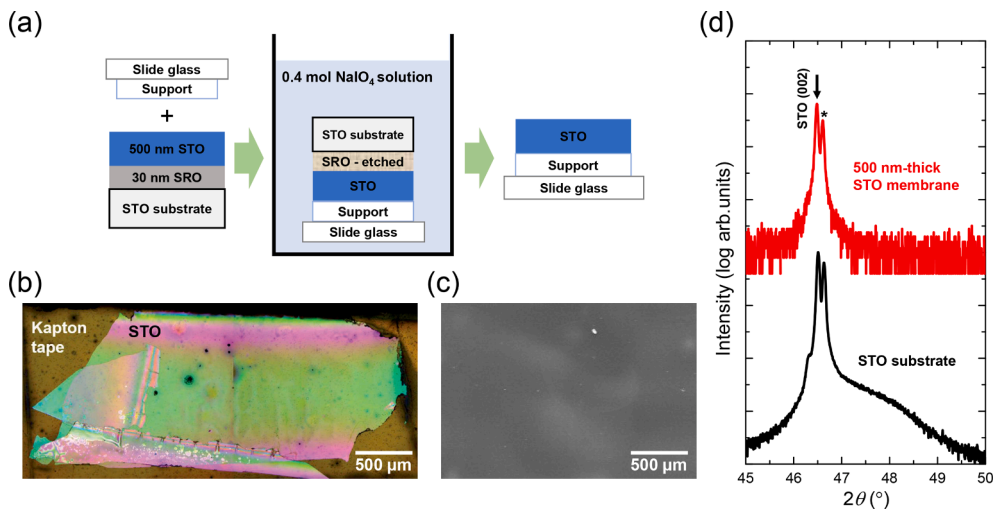 (a)
Slide glass
Support
+
500 nm STO
30 nm SRO
STO substrate
0.4 mol NaIO4 solution
STO substrate
SRO - etched
STO
Support
Slide glass
STO
Support
Slide glass
(b)
Kapton
tape
STO
500 µm
(c)
500 µm
(d)
Intensity (log arb.units)
STO (002)
*
500 nm-thick
STO membrane
STO substrate
45 46 47 48 49 50
2θ (°)